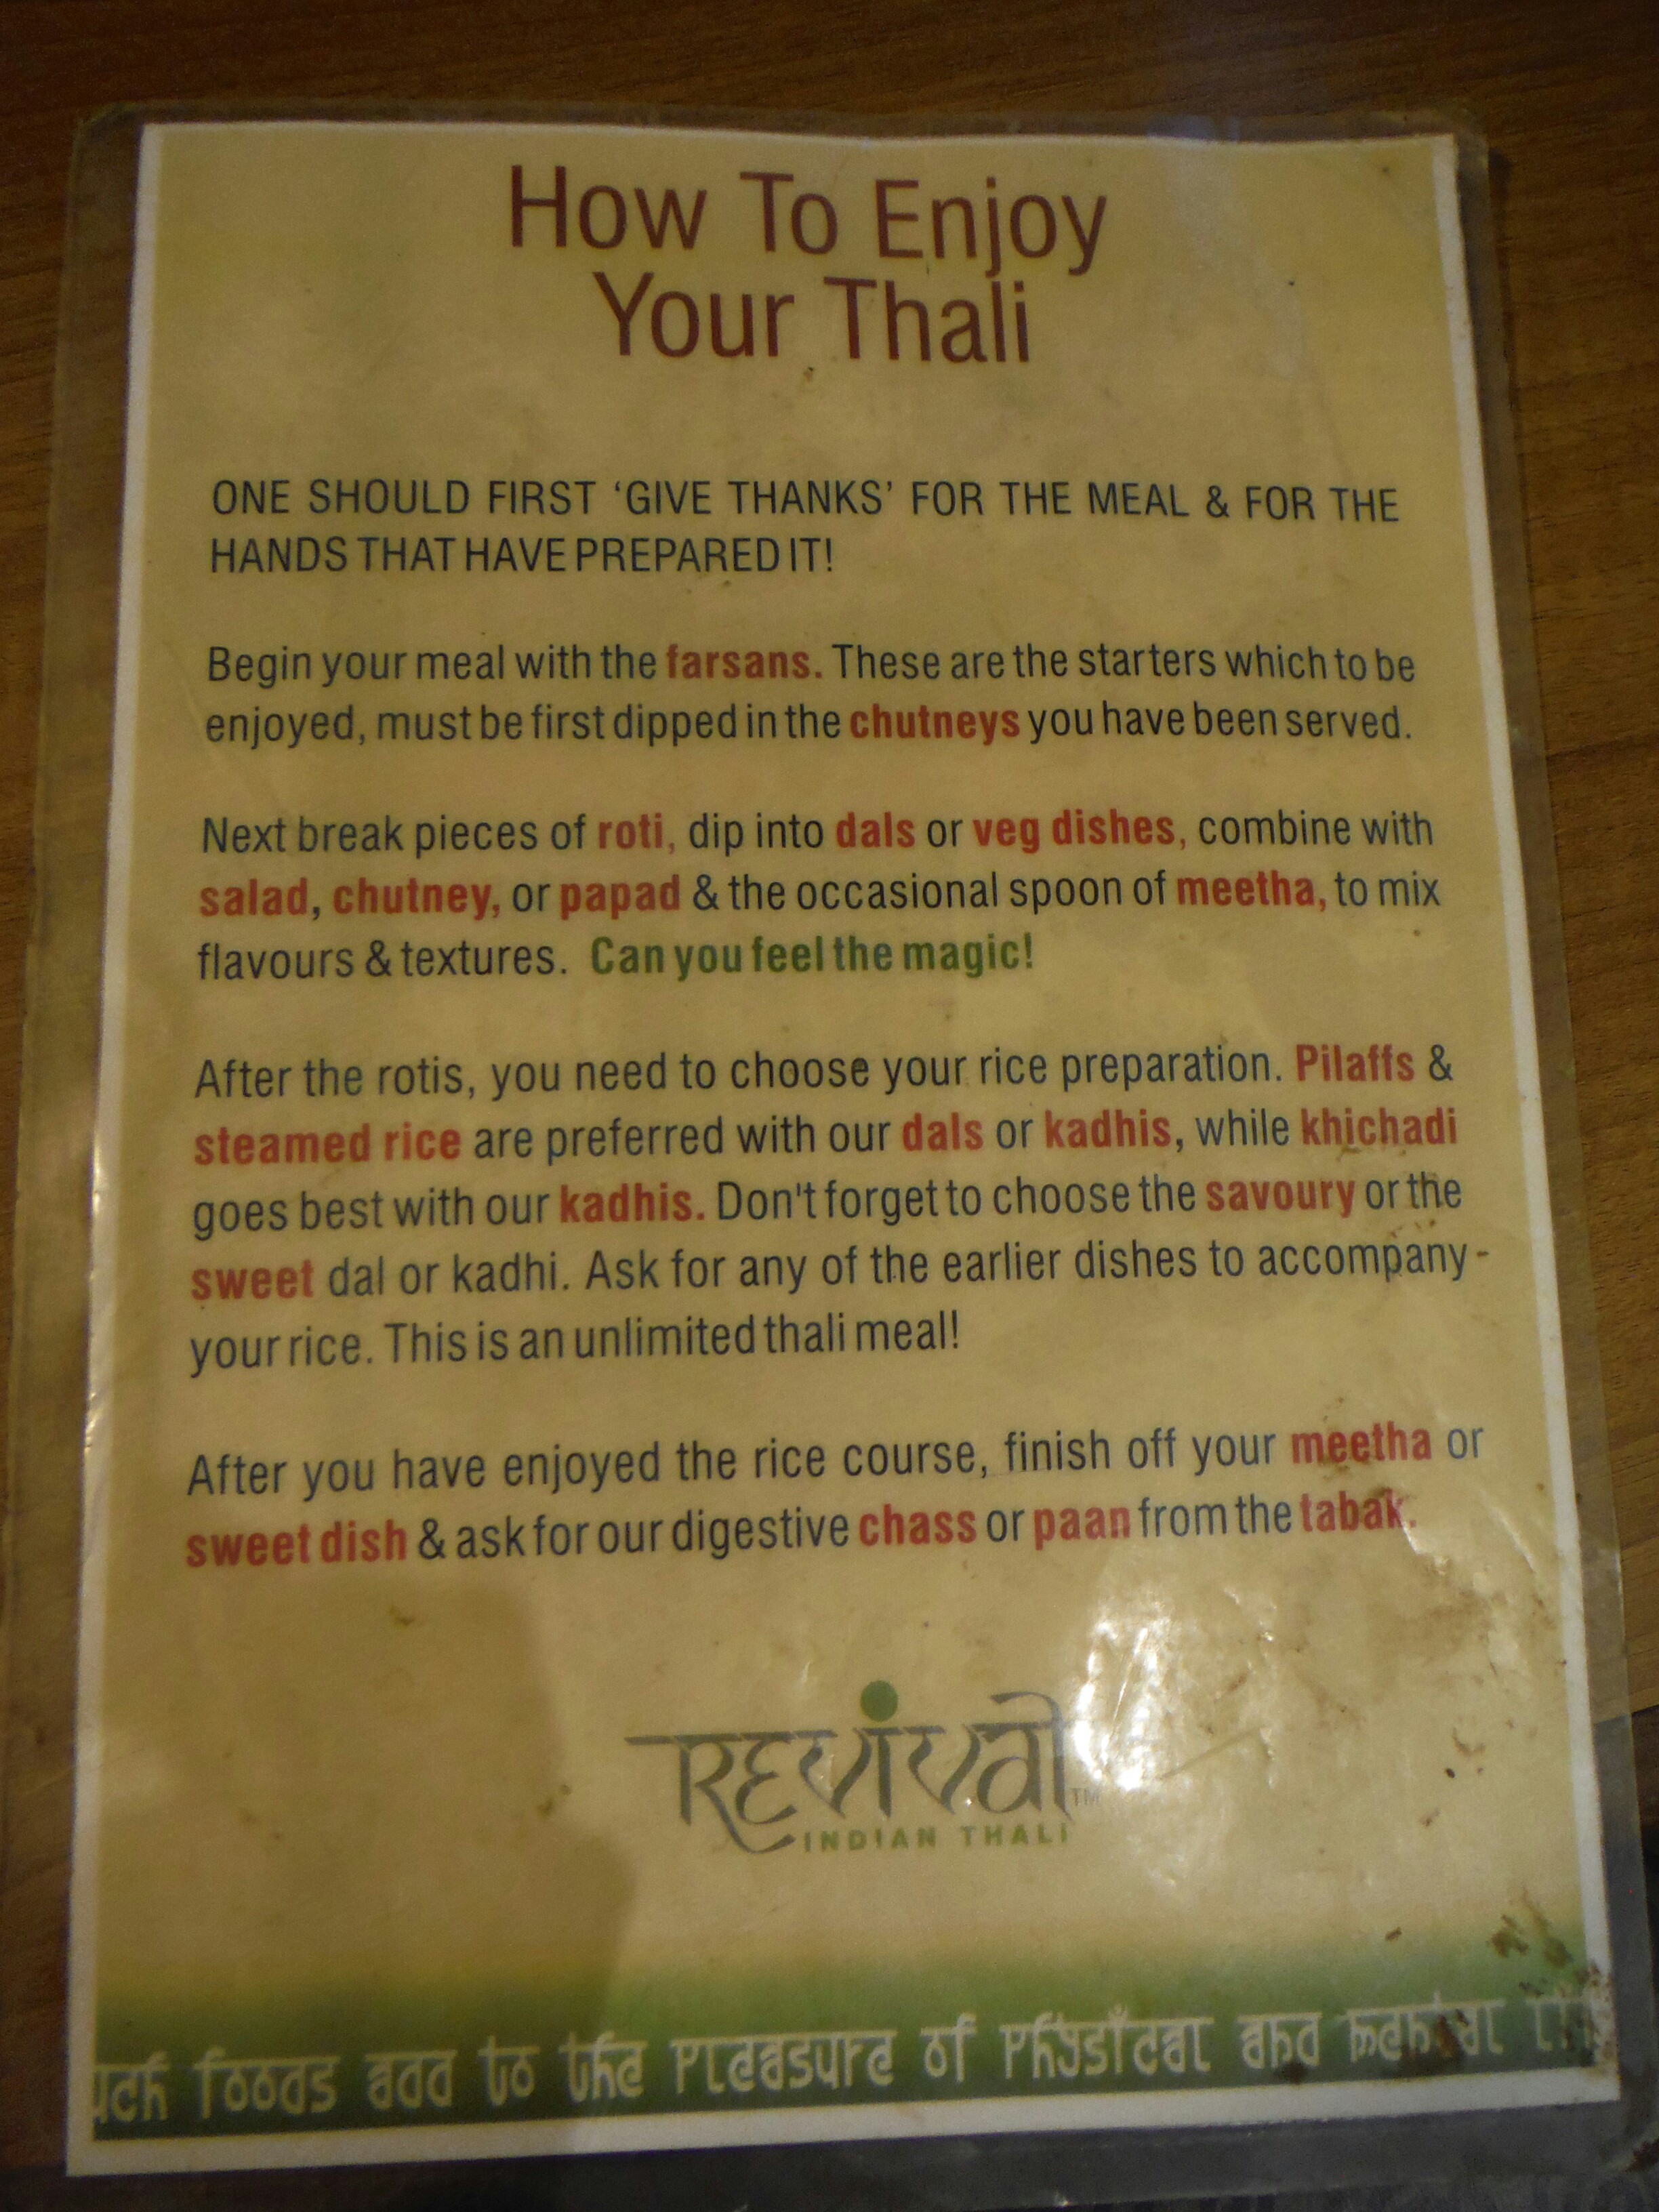 How To Enjoy
Your Thali
ONE SHOULD FIRST ‘GIVE THANKS’ FOR THE MEAL & FOR THE
HANDS THAT HAVE PREPARED IT!
Begin your meal with the farsans. These are the starters which to be
enjoyed, must be first dipped in the chutneys you have been served.
Next break pieces of roti, dip into dals or veg dishes, combine with
salad, chutney, or papad & the occasional spoon of meetha, to mix
flavours & textures. Can you feel the magic!
After the rotis, you need to choose your rice preparation. Pilaffs &
steamed rice are preferred with our dals or kadhis, while khichadi
goes best with our kadhis. Don't forget to choose the savoury or the
sweet dal or kadhi. Ask for any of the earlier dishes to accompany-
your rice. This is an unlimited thali meal!
After you have enjoyed the rice course, finish off your meetha or
sweet dish & ask for our digestive chass or paan from the tabak.
Revival TM
INDIAN THALI
foods add to the pleasure of physical and mental